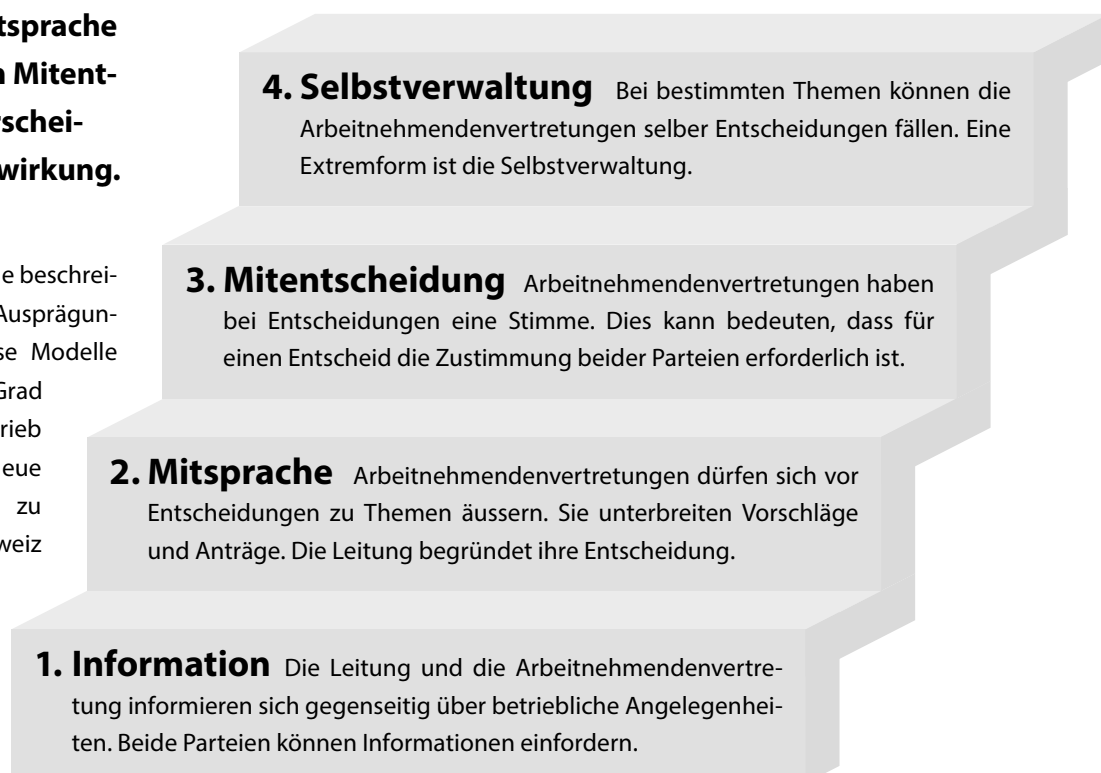 tsprache
Mitent-
rschei-
wirkung.
e beschrei-
Ausprägun-
se Modelle
Grad
rieb
eue
zu
weiz
4. Selbstverwaltung Bei bestimmten Themen können die
Arbeitnehmendenvertretungen selber Entscheidungen fällen. Eine
Extremform ist die Selbstverwaltung.
3. Mitentscheidung Arbeitnehmendenvertretungen haben
bei Entscheidungen eine Stimme. Dies kann bedeuten, dass für
einen Entscheid die Zustimmung beider Parteien erforderlich ist.
2. Mitsprache Arbeitnehmendenvertretungen dürfen sich vor
Entscheidungen zu Themen äussern. Sie unterbreiten Vorschläge
und Anträge. Die Leitung begründet ihre Entscheidung.
1. Information Die Leitung und die Arbeitnehmendenvertre-
tung informieren sich gegenseitig über betriebliche Angelegenhei-
ten. Beide Parteien können Informationen einfordern.